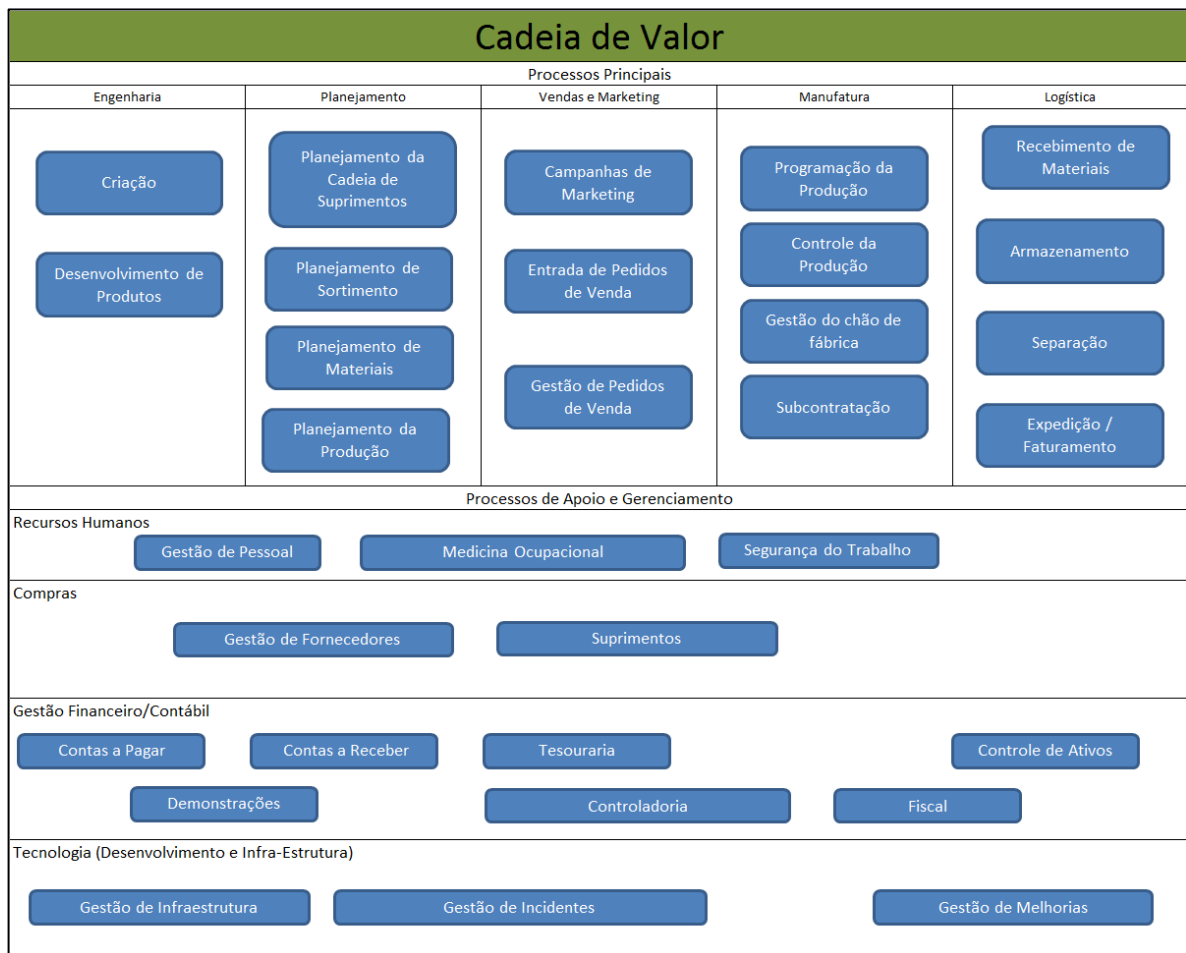 Cadeia de Valor
Processos Principais
Engenharia
Planejamento
Vendas e Marketing
Manufatura
Logística
Criação
Desenvolvimento de
Produtos
Planejamento da
Cadeia de
Suprimentos
Planejamento de
Sortimento
Planejamento de
Materiais
Planejamento da
Produção
Campanhas de
Marketing
Entrada de Pedidos
de Venda
Gestão de Pedidos
de Venda
Programação da
Produção
Controle da
Produção
Gestão do chão de
fábrica
Subcontratação
Recebimento de
Materiais
Armazenamento
Separação
Expedição /
Faturamento
Processos de Apoio e Gerenciamento
Recursos Humanos
Gestão de Pessoal
Medicina Ocupacional
Segurança do Trabalho
Compras
Gestão de Fornecedores
Suprimentos
Gestão Financeiro/Contábil
Contas a Pagar
Contas a Receber
Tesouraria
Controle de Ativos
Demonstrações
Controladoria
Fiscal
Tecnologia (Desenvolvimento e Infra-Estrutura)
Gestão de Infraestrutura
Gestão de Incidentes
Gestão de Melhorias